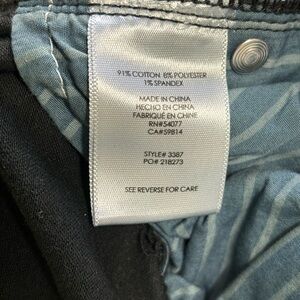 91% COTTON 8% POLYESTER
1% SPANDEX
MADE IN CHINA
HECHO EN CHINA
FABRIQUÉ EN CHINE
RN#54077
CA#59814
STYLE# 3387
PO# 218273
SEE REVERSE FOR CARE